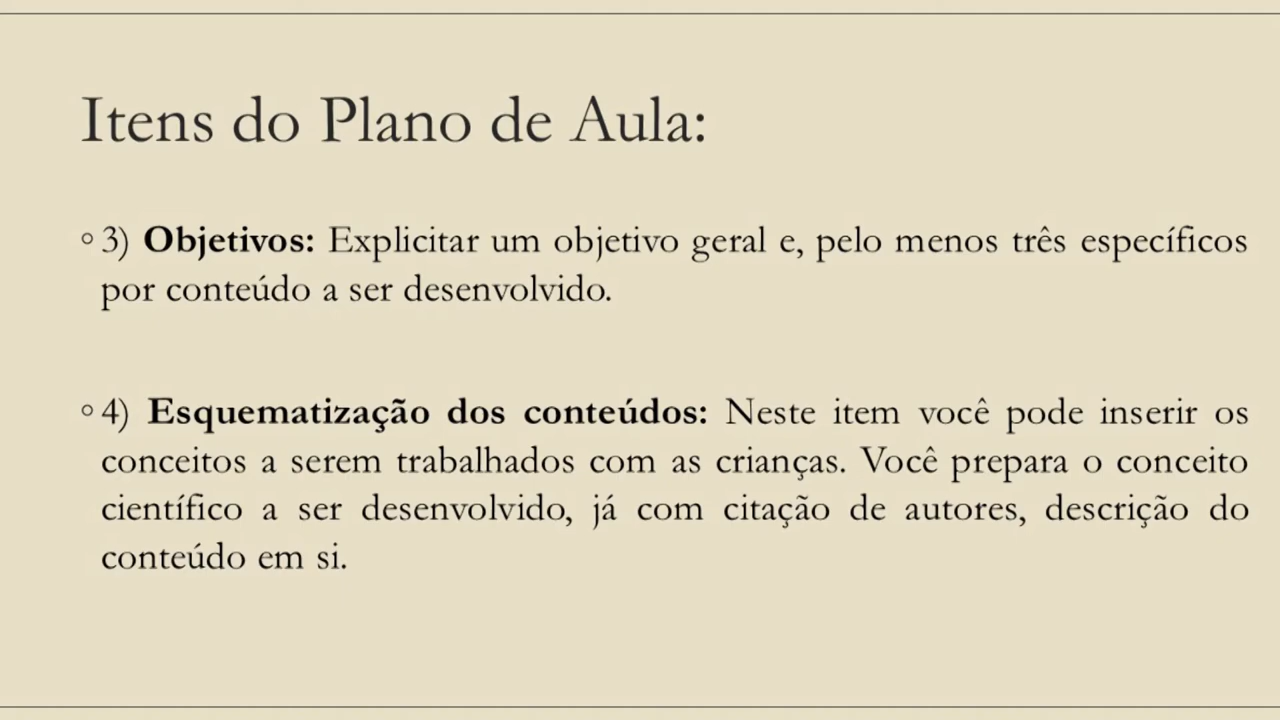 Itens do Plano de Aula:
◦ 3) Objetivos: Explicitar um objetivo geral e, pelo menos três específicos
por conteúdo a ser desenvolvido.
◦ 4) Esquematização dos conteúdos: Neste item você pode inserir os
conceitos a serem trabalhados com as crianças. Você prepara o conceito
científico a ser desenvolvido, já com citação de autores, descrição do
conteúdo em si.